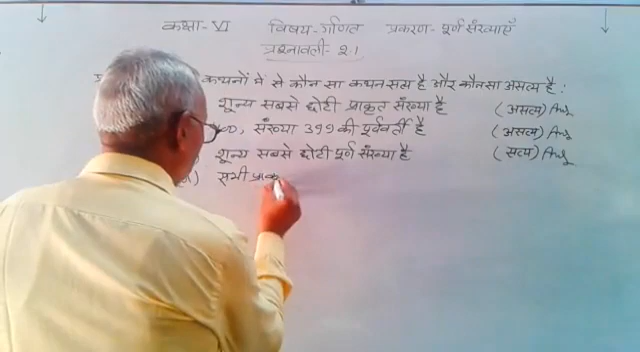 कक्षा- VI विषय- गणित प्रकरण- पूर्ण संख्याएँ
प्रश्नावली- 2.1
कथनों में से कौन सा कथन सत्य है और कौनसा असत्य है :
शून्य सबसे छोटी प्राकृत संख्या है (असत्य) Ans
, संख्या 399 की पूर्ववर्ती है (असत्य) Ans
शून्य सबसे छोटी पूर्ण संख्या है (सत्य) Ans
सभी प्राकृ